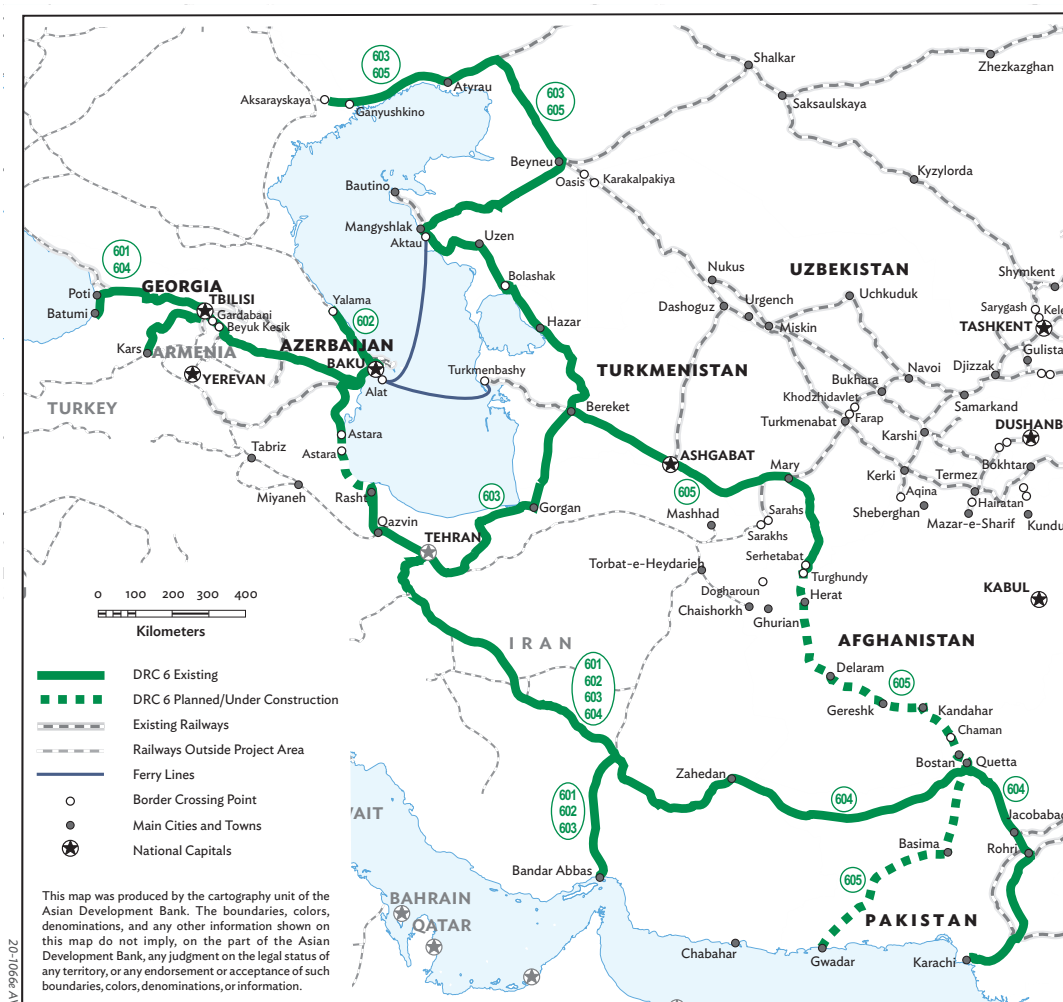 603
605
Shalkar
Zhezkazghan
Aksarayskaya
Ganyushkino
Atyrau
603
605
Saksaulskaya
Beyneu
Oasis
Karakalpakiya
Kyzylorda
Bautino
Mangyshlak
Aktau
Uzen
601
604
Bolashak
Nukus
UZBEKISTAN
Shymkent
GEORGIA
Poti
TBILISI
Yalama
Dashoguz
Urgench
Uchkuduk
Sarygash
Kele
Batumi
Gardabani
Beyuk Kesik
602
Hazar
Miskin
TASHKENT
Kars
ARMENIA
AZERBAIJAN
BAKU
Gulista
YEREVAN
Alat
Turkmenbashy
TURKMENISTAN
Bukhara
Navoi
Djizzak
TURKEY
Bereket
Khodzhidavlet
Farap
Turkmenabat
Samarkand
Astara
Karshi
DUSHANB
Tabriz
Astara
ASHGABAT
Mary
Kerki
Termez
Bokhtar
Miyaneh
Rasht
603
605
Aqina
Hairatan
Gorgan
Mashhad
Sarahs
Sheberghan
Mazar-e-Sharif
Kundu
Qazvin
TEHRAN
Sarakhs
Serhetabat
Torbat-e-Heydarieh
Turghundy
Dogharoun
Herat
KABUL
Chaishorkh
Ghurian
0 100 200 300 400
Kilometers
IRAN
AFGHANISTAN
601
602
603
604
Delaram
605
Gereshk
Kandahar
Chaman
Bostan
Quetta
DRC 6 Existing
DRC 6 Planned/Under Construction
Existing Railways
Railways Outside Project Area
Ferry Lines
Border Crossing Point
Main Cities and Towns
National Capitals
Zahedan
604
604
601
602
603
Jacobabad
WAIT
Basima
Rohri
Bandar Abbas
605
BAHRAIN
QATAR
PAKISTAN
Chabahar
Gwadar
Karachi
This map was produced by the cartography unit of the
Asian Development Bank. The boundaries, colors,
denominations, and any other information shown on
this map do not imply, on the part of the Asian
Development Bank, any judgment on the legal status of
any territory, or any endorsement or acceptance of such
boundaries, colors, denominations, or information.
20-1066e A